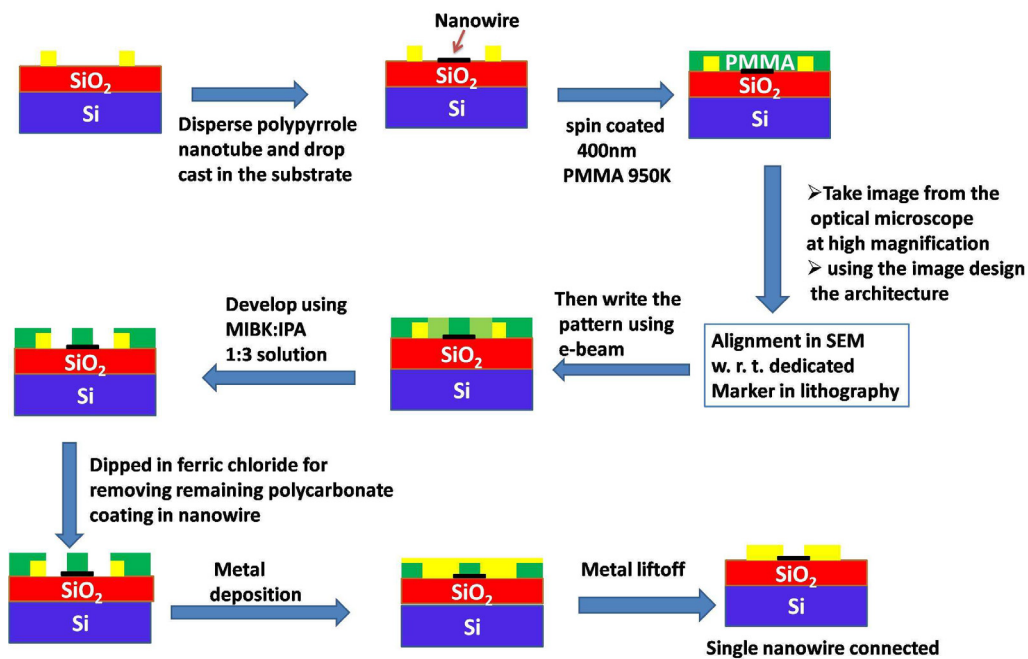 SiO2
Si
Disperse polypyrrole
nanotube and drop
cast in the substrate
Nanowire
SiO2
Si
spin coated
400nm
PMMA 950K
PMMA
SiO2
Si
➢Take image from the
optical microscope
at high magnification
➢ using the image design
the architecture
Alignment in SEM
w. r. t. dedicated
Marker in lithography
Then write the
pattern using
e-beam
SiO2
Si
Develop using
MIBK:IPA
1:3 solution
SiO2
Si
Dipped in ferric chloride for
removing remaining polycarbonate
coating in nanowire
SiO2
Si
Metal
deposition
SiO2
Si
Metal liftoff
SiO2
Si
Single nanowire connected